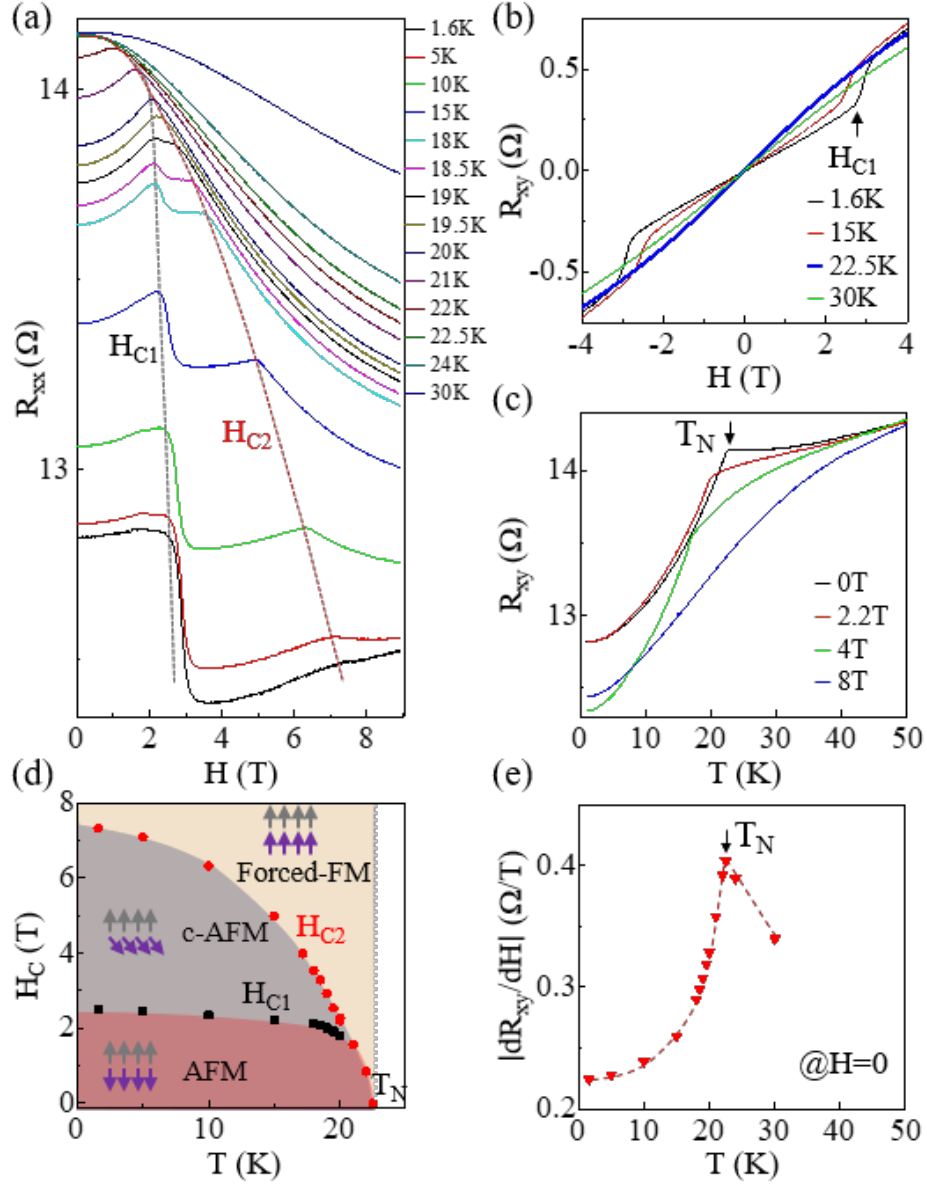 (a)
14
13
R_xx (Ω)
0 2 4 6 8
H (T)
H_C1
H_C2
1.6K
5K
10K
15K
18K
18.5K
19K
19.5K
20K
21K
22K
22.5K
24K
30K
(b)
0.5
0.0
-0.5
R_xy (Ω)
-4 -2 0 2 4
H (T)
H_C1
1.6K
15K
22.5K
30K
(c)
14
13
R_xy (Ω)
T_N
0T
2.2T
4T
8T
0 10 20 30 40 50
T (K)
(d)
8
6
4
2
0
H_C (T)
Forced-FM
c-AFM
H_C2
H_C1
AFM
T_N
0 10 20
T (K)
(e)
0.4
0.3
0.2
|dR_xy/dH| (Ω/T)
T_N
@H=0
0 10 20 30 40 50
T (K)